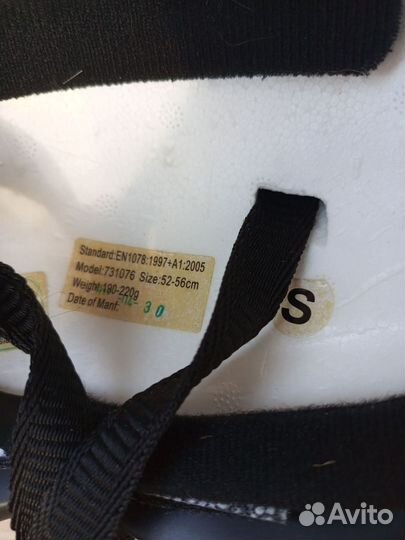 Standard:EN1078:1997+A1:2005
Model:731076 Size:52-56cm
Weight:190-220g
Date of Manf: 30
S
Avito